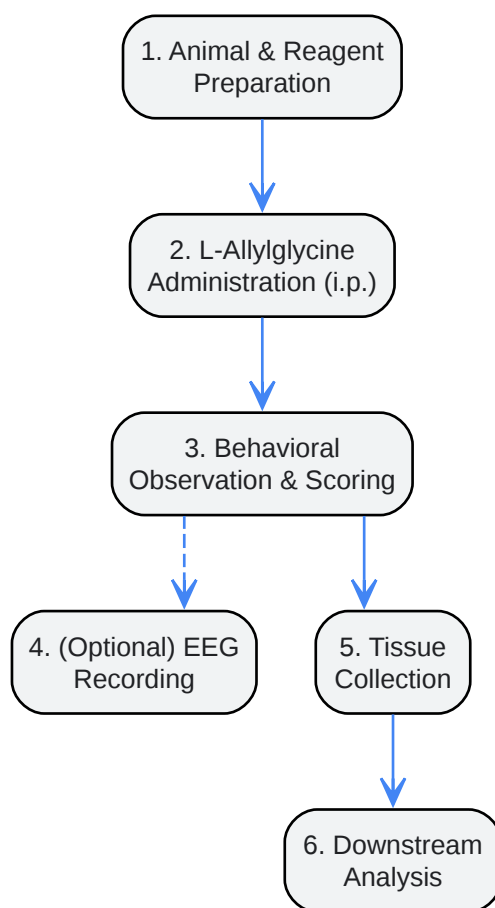 1. Animal & Reagent
Preparation
2. L-Allylglycine
Administration (i.p.)
3. Behavioral
Observation & Scoring
4. (Optional) EEG
Recording
5. Tissue
Collection
6. Downstream
Analysis